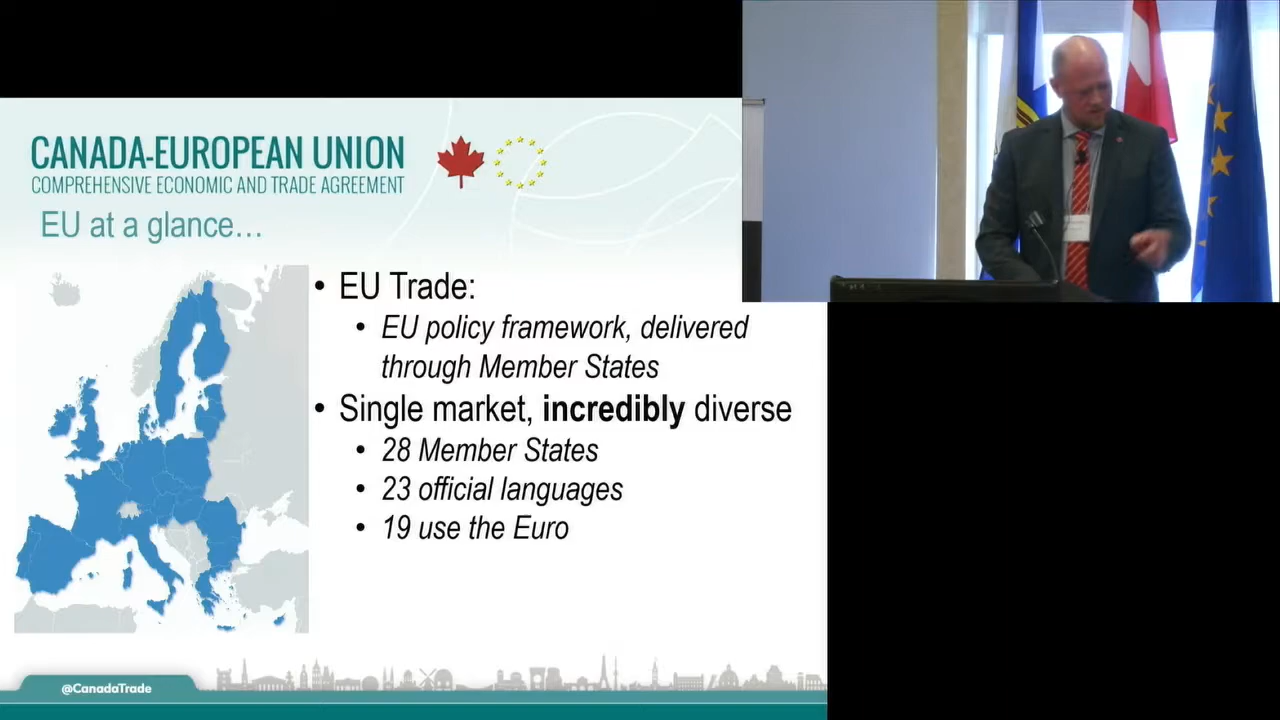 CANADA-EUROPEAN UNION
COMPREHENSIVE ECONOMIC AND TRADE AGREEMENT
EU at a glance…
• EU Trade:
• EU policy framework, delivered
through Member States
• Single market, incredibly diverse
• 28 Member States
• 23 official languages
• 19 use the Euro
@CanadaTrade